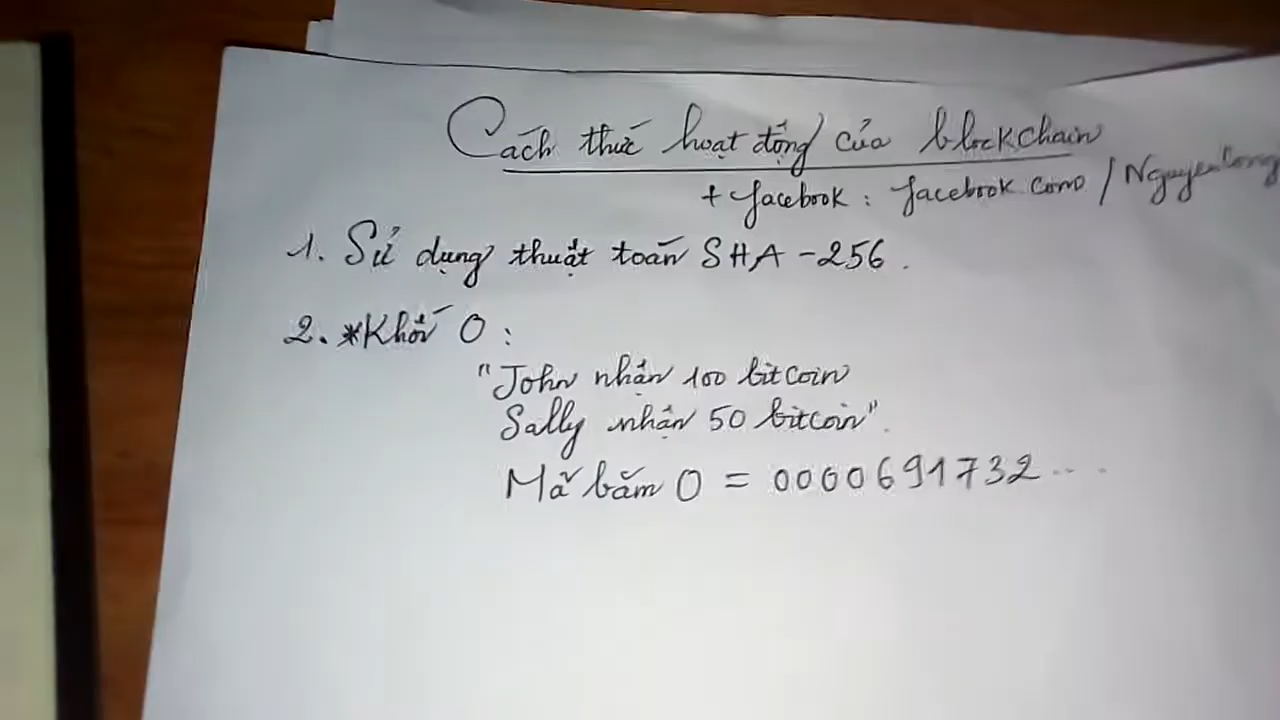 Cách thức hoạt động của blockchain
+ facebook: facebook.com/Nguyenlong
1. Sử dụng thuật toán SHA-256.
2. *Khối 0:
"John nhận 100 bitcoin
Sally nhận 50 bitcoin".
Mã băm 0 = 0000691732....